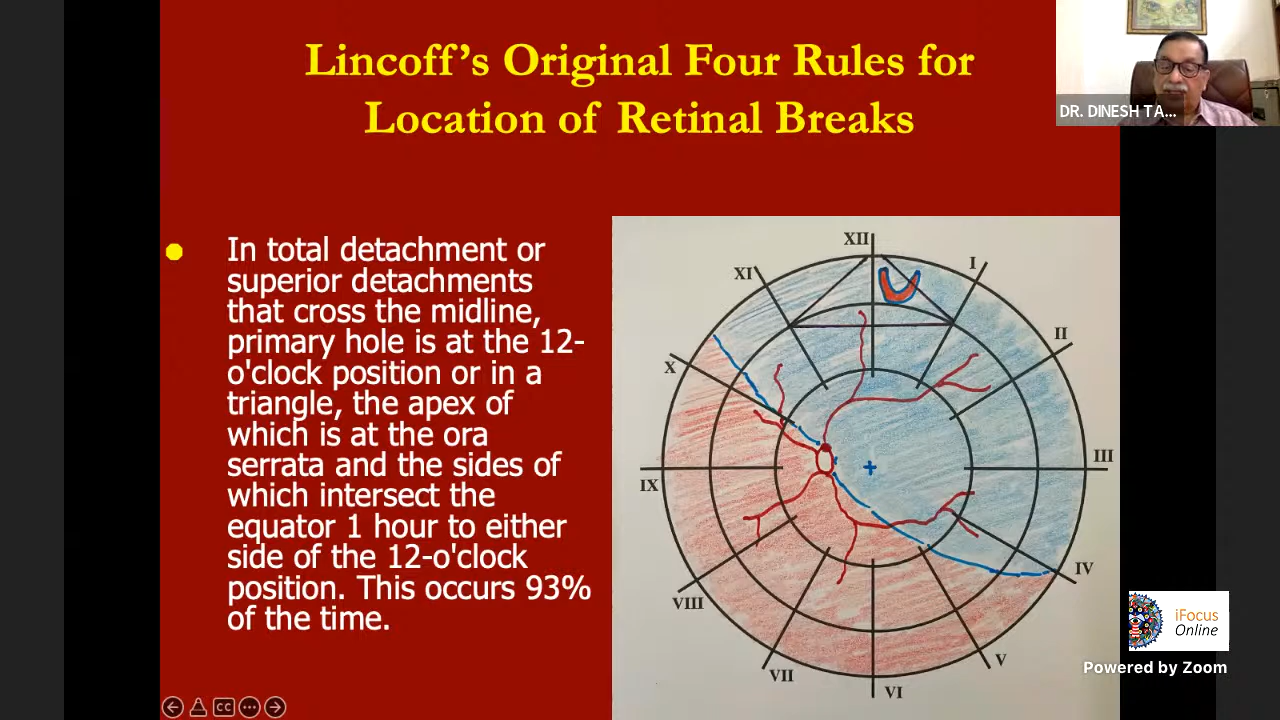 Lincoff's Original Four Rules for
Location of Retinal Breaks
DR. DINESH TA...
In total detachment or
superior detachments
that cross the midline,
primary hole is at the 12-
o'clock position or in a
triangle, the apex of
which is at the ora
serrata and the sides of
which intersect the
equator 1 hour to either
side of the 12-o'clock
position. This occurs 93%
of the time.
XII
I
II
III
IV
V
VI
VII
VIII
IX
X
XI
iFocus
Online
Powered by Zoom
CC